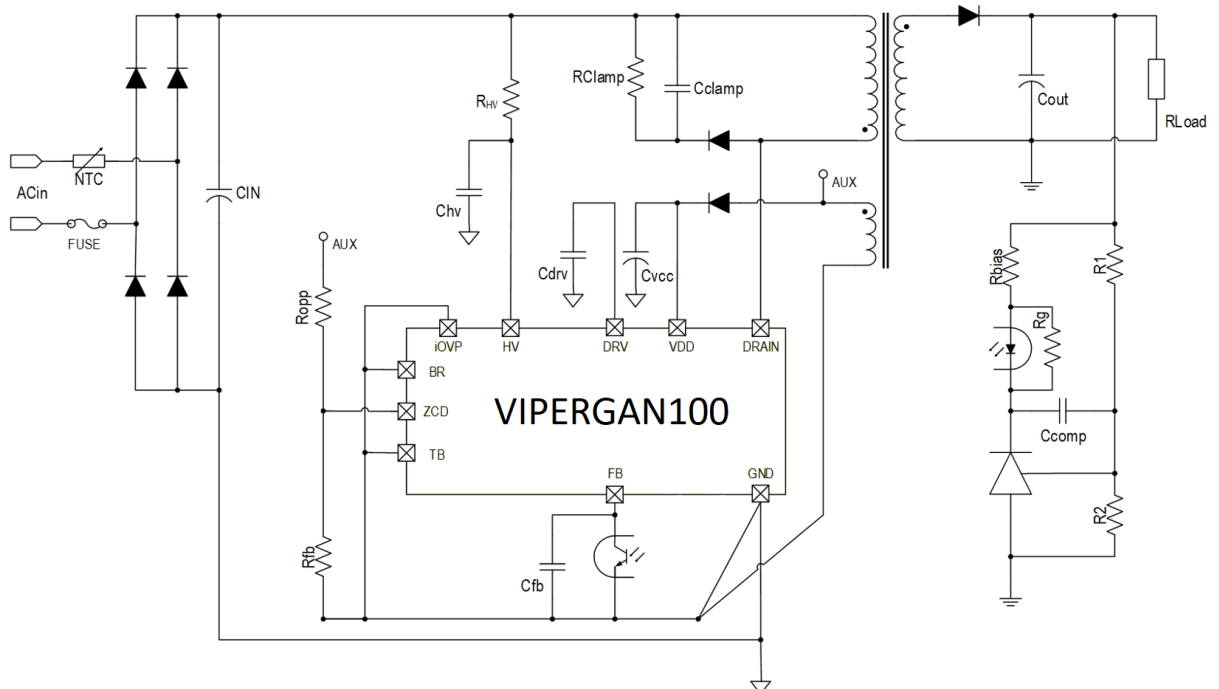 RClamp
Cclamp
Cout
RLoad
RHV
NTC
ACin
CIN
Chv
AUX
FUSE
AUX
Cdrv
Cvcc
Rbias
R1
Ropp
Rg
iOVP
HV
DRV
VDD
DRAIN
BR
ZCD
VIPERGAN100
Ccomp
TB
FB
GND
R2
Rfb
Cfb